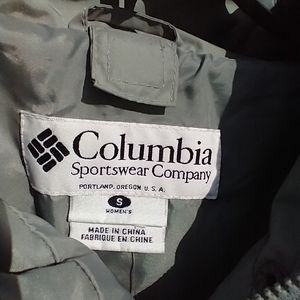 Columbia
Sportswear Company
PORTLAND, OREGON U.S.A.
S
WOMEN'S
MADE IN CHINA
FABRIQUE EN CHINE